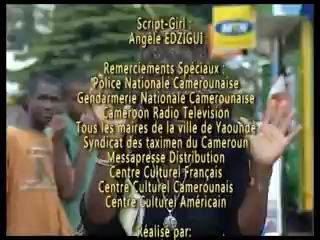 MTN
Script-Girl :
Angèle EDZIGUI
Remerciements Spéciaux :
Police Nationale Camerounaise
Gendarmerie Nationale Camerounaise
Cameroon Radio Television
Tous les maires de la ville de Yaoundé
Syndicat des taximen du Cameroun
Messapresse Distribution
Centre Culturel Français
Centre Culturel Camerounais
Centre Culturel Américain
Réalisé par: